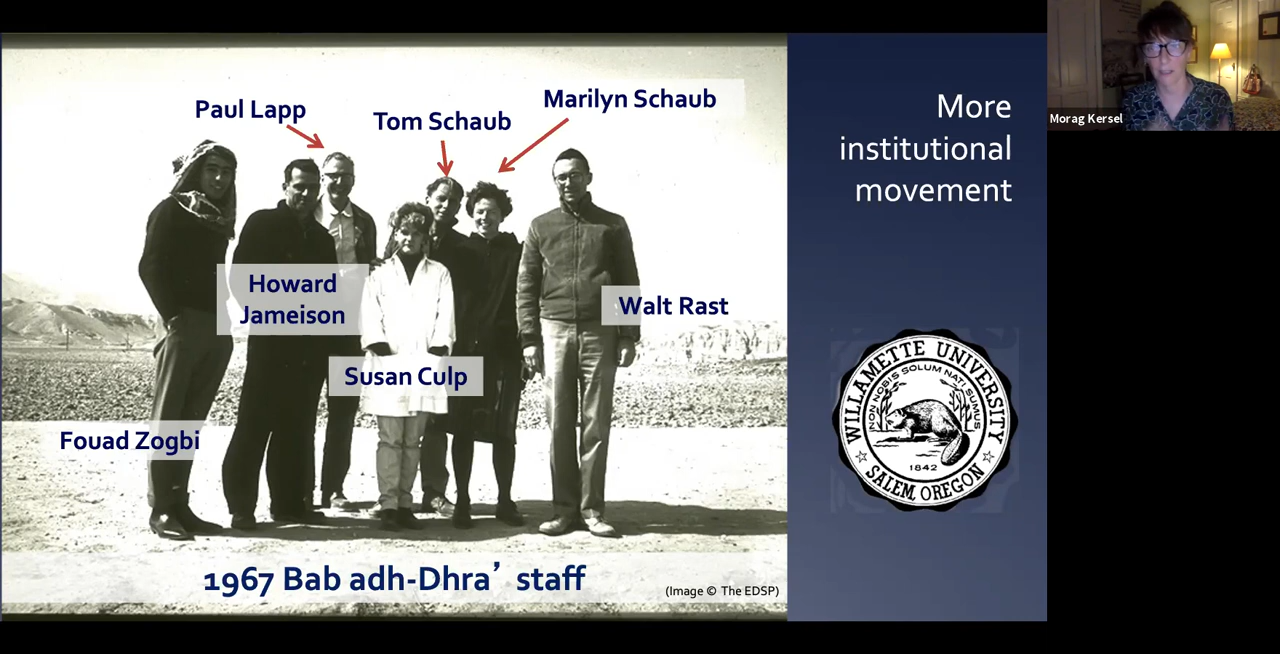 Paul Lapp
Tom Schaub
Marilyn Schaub
Howard
Jameison
Walt Rast
Susan Culp
Fouad Zogbi
1967 Bab adh-Dhra’ staff
(Image © The EDSP)
More
institutional
movement
WILLAMETTE UNIVERSITY
NON NOBIS SOLUM NATI SUMUS
1842
SALEM, OREGON
Morag Kersel